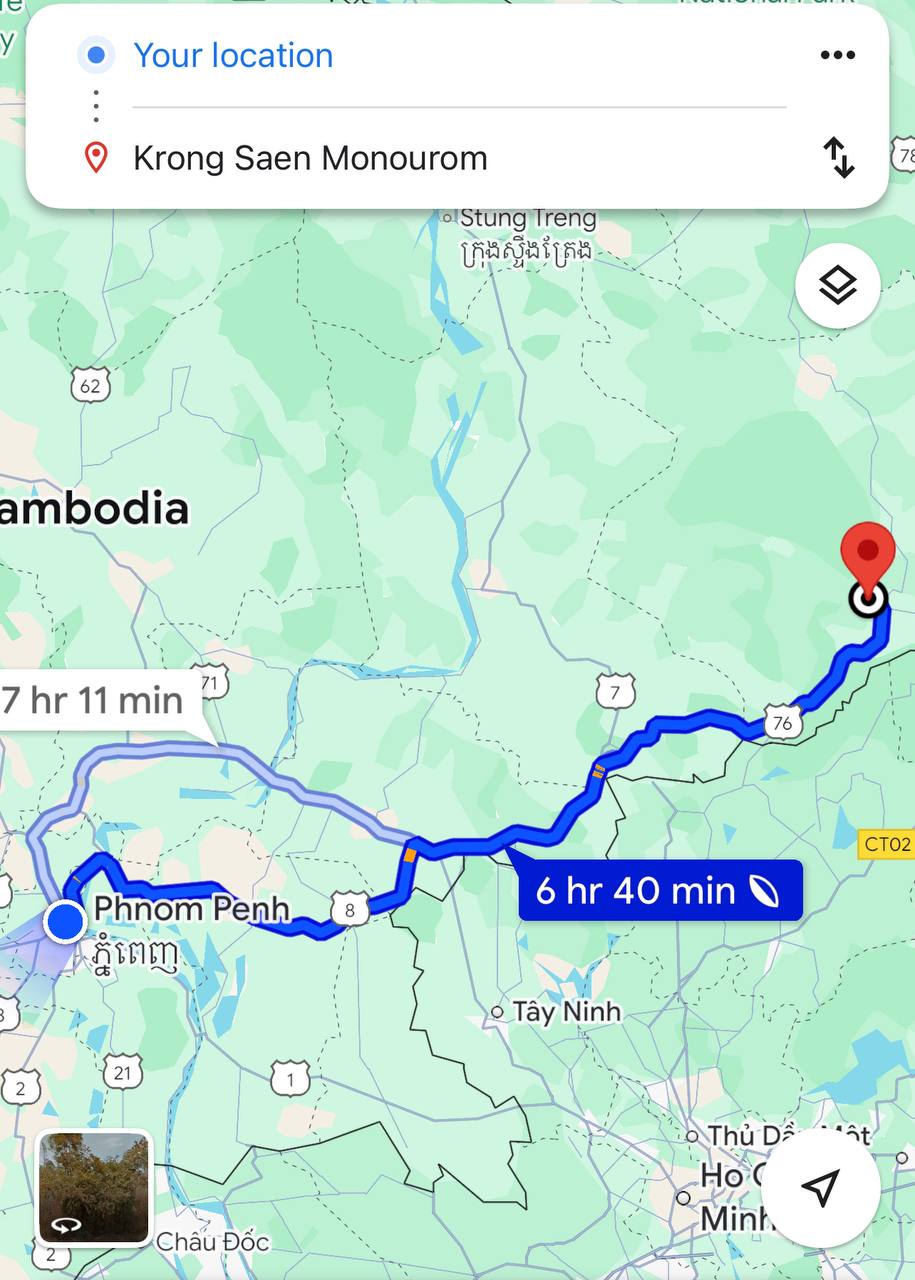 Your location
Krong Saen Monourom
78
Stung Treng
ក្រុងស្ទឹងត្រែង
62
ambodia
71
7 hr 11 min
7
76
CT02
6 hr 40 min
Phnom Penh
ភ្នំពេញ
8
Tây Ninh
3
21
1
2
Thủ Dầu Một
Ho C
Minh
2
Châu Đốc